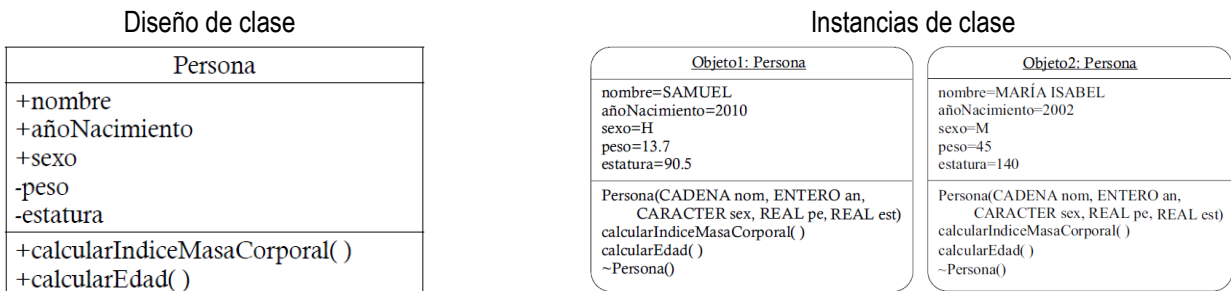 Diseño de clase
Persona
+nombre
+añoNacimiento
+sexo
-peso
-estatura
+calcularIndiceMasaCorporal( )
+calcularEdad( )
Instancias de clase
Objeto1: Persona
nombre=SAMUEL
añoNacimiento=2010
sexo=H
peso=13.7
estatura=90.5
Persona(CADENA nom, ENTERO an,
CARACTER sex, REAL pe, REAL est)
calcularIndiceMasaCorporal( )
calcularEdad( )
~Persona()
Objeto2: Persona
nombre=MARÍA ISABEL
añoNacimiento=2002
sexo=M
peso=45
estatura=140
Persona(CADENA nom, ENTERO an,
CARACTER sex, REAL pe, REAL est)
calcularIndiceMasaCorporal( )
calcularEdad( )
~Persona()